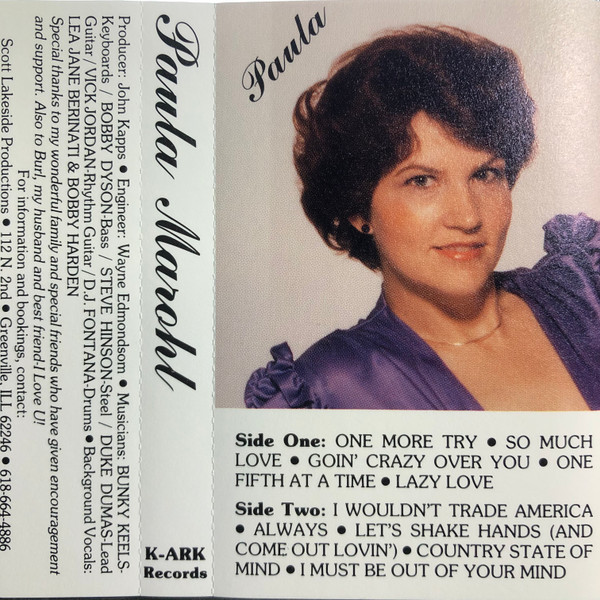 Paula
Side One: ONE MORE TRY • SO MUCH
LOVE • GOIN' CRAZY OVER YOU • ONE
FIFTH AT A TIME • LAZY LOVE
Side Two: I WOULDN'T TRADE AMERICA
• ALWAYS • LET'S SHAKE HANDS (AND
COME OUT LOVIN') • COUNTRY STATE OF
MIND • I MUST BE OUT OF YOUR MIND
Paula Marohl
K-ARK
Records
Producer: John Kapps • Engineer: Wayne Edmondsom • Musicians: BUNKY KEELS-
Keyboards / BOBBY DYSON-Bass / STEVE HINSON-Steel / DUKE DUMAS-Lead
Guitar / VICK JORDAN-Rhythm Guitar / D.J. FONTANA-Drums • Background Vocals:
LEA JANE BERINATI & BOBBY HARDEN
Special thanks to my wonderful family and special friends who have given encouragement
and support. Also to Burl, my husband and best friend-I Love U!
For information and bookings, contact:
Scott Lakeside Productions • 112 N. 2nd • Greenville, ILL 62246 • 618-664-4886